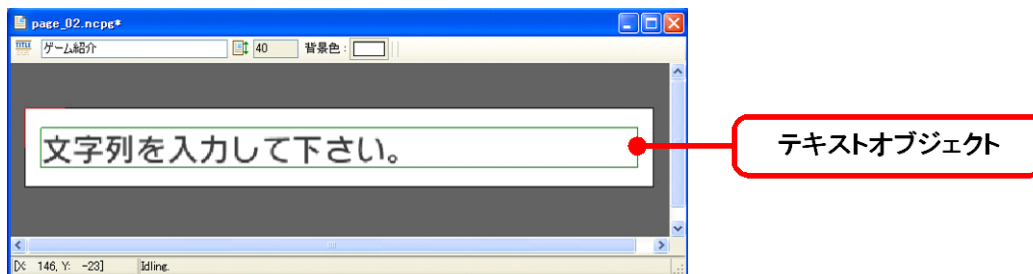 page_02.ncpg*
TITLE ゲーム紹介 40 背景色：
文字列を入力して下さい。
テキストオブジェクト
[X: 146, Y: -23] Idling.